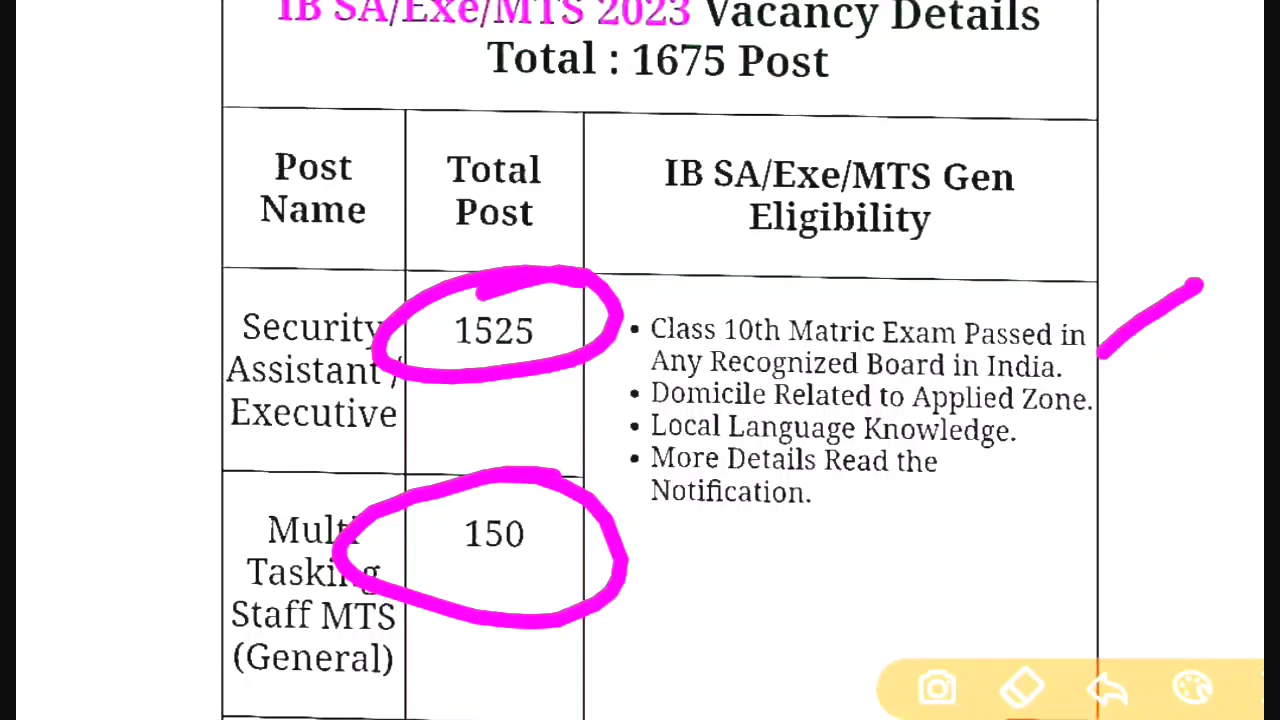 IB SA/Exe/MTS 2023 Vacancy Details
Total : 1675 Post
Post
Name
Total
Post
IB SA/Exe/MTS Gen
Eligibility
Security
Assistant /
Executive
1525
• Class 10th Matric Exam Passed in
Any Recognized Board in India.
• Domicile Related to Applied Zone.
• Local Language Knowledge.
• More Details Read the
Notification.
Multi
Tasking
Staff MTS
(General)
150